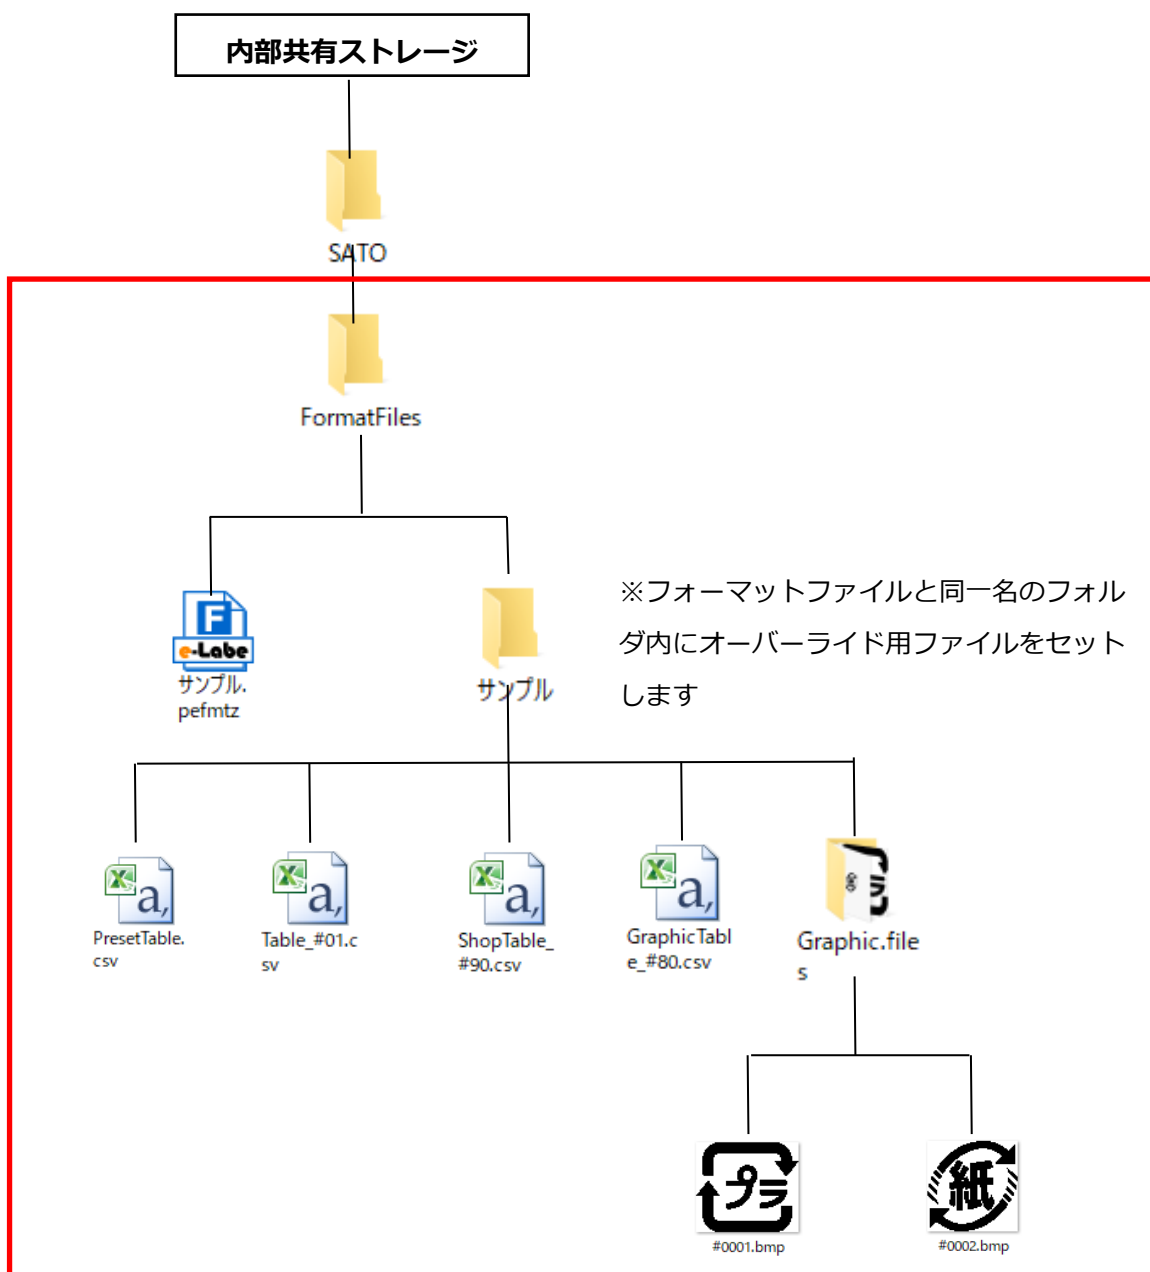 内部共有ストレージ
SATO
FormatFiles
※フォーマットファイルと同一名のフォル
ダ内にオーバーライド用ファイルをセット
します
F
e-Labe
サンプル.
pefmtz
サンプル
a,
PresetTable.
csv
a,
Table_#01.c
sv
a,
ShopTable_
#90.csv
a,
GraphicTabl
e_#80.csv
Graphic.file
s
プラ
#0001.bmp
紙
#0002.bmp